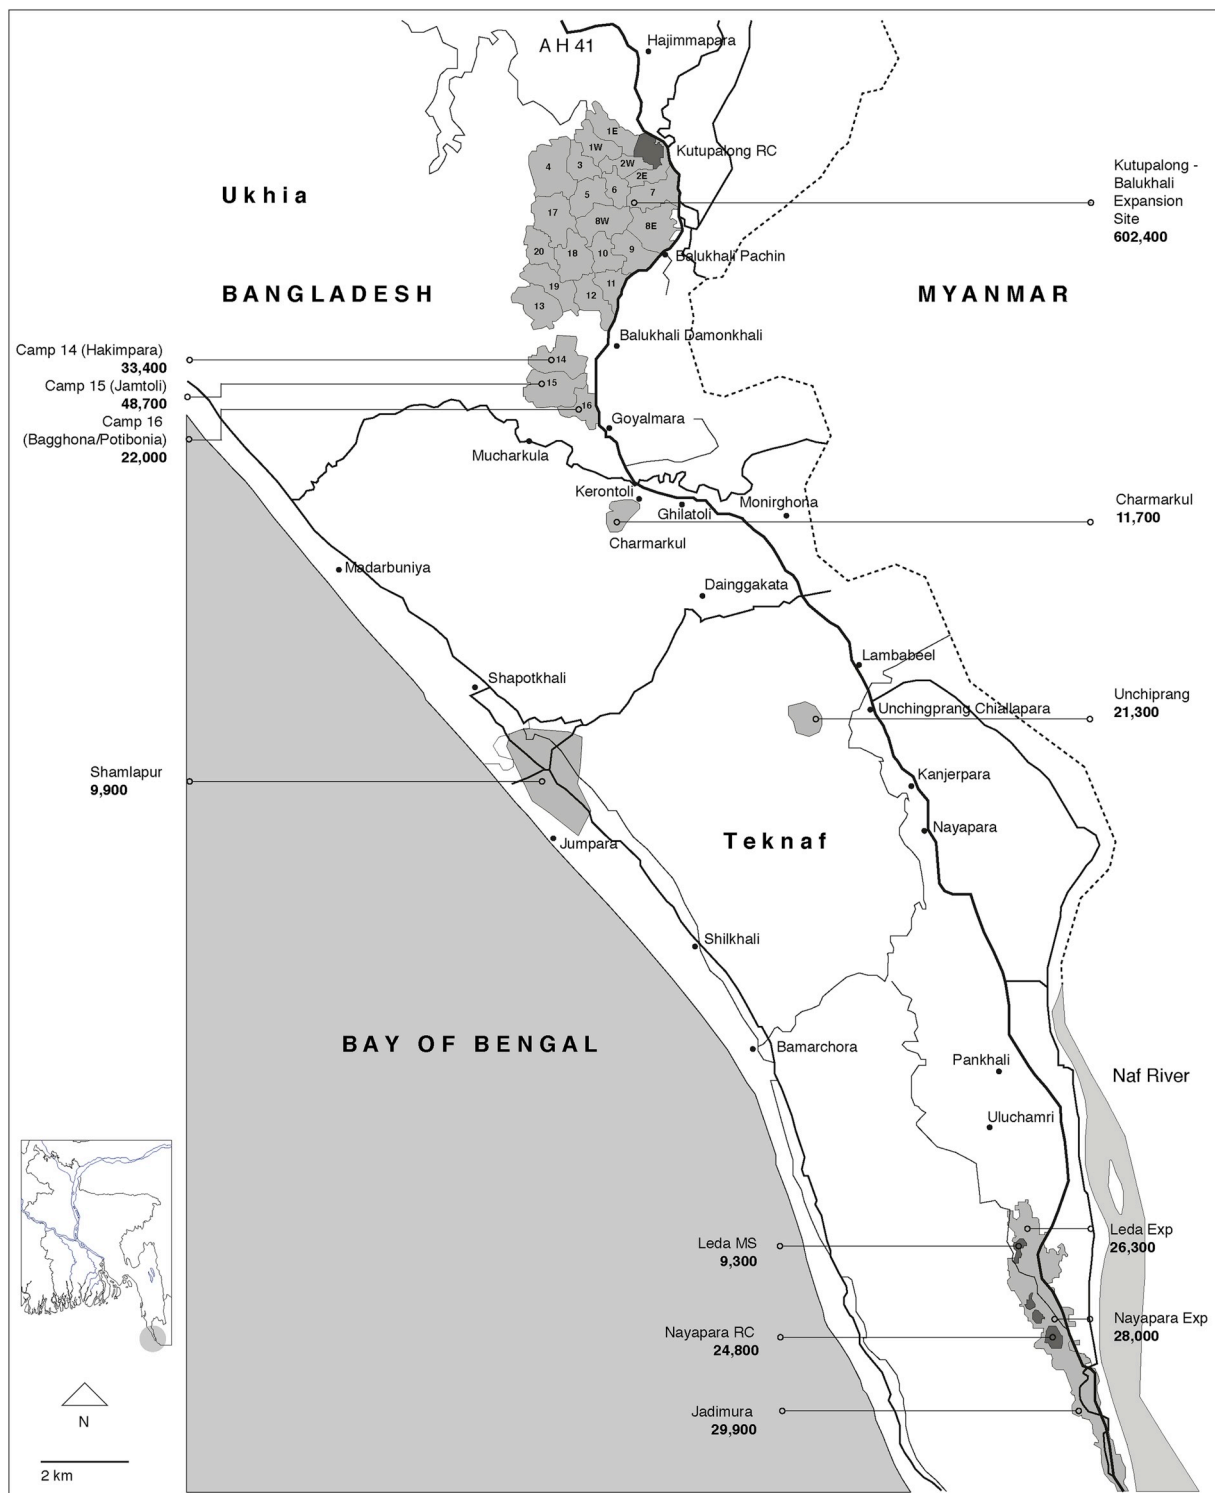 AH41
Hajimmapara
1E
1W
Kutupalong RC
2W
3
4
2E
6
7
5
17
8W
8E
20
18
10
9
19
11
12
13
Balukhali Pachin
Kutupalong -
Balukhali
Expansion
Site
602,400
Ukhia
BANGLADESH
MYANMAR
Balukhali Damonkhali
Camp 14 (Hakimpara)
33,400
Camp 15 (Jamtoli)
48,700
Camp 16
(Bagghona/Potibonia)
22,000
14
15
16
Goyalmara
Mucharkula
Kerontoli
Ghilatoli
Monirghona
Charmarkul
Charmarkul
11,700
Madarbuniya
Dainggakata
Lambabeel
Shapotkhali
Unchingprang Chiallapara
Unchiprang
21,300
Shamlapur
9,900
Kanjerpara
Jumpara
Teknaf
Nayapara
Shilkhali
BAY OF BENGAL
Bamarchora
Pankhali
Naf River
Uluchamri
Leda MS
9,300
Leda Exp
26,300
Nayapara RC
24,800
Nayapara Exp
28,000
Jadimura
29,900
N
2 km